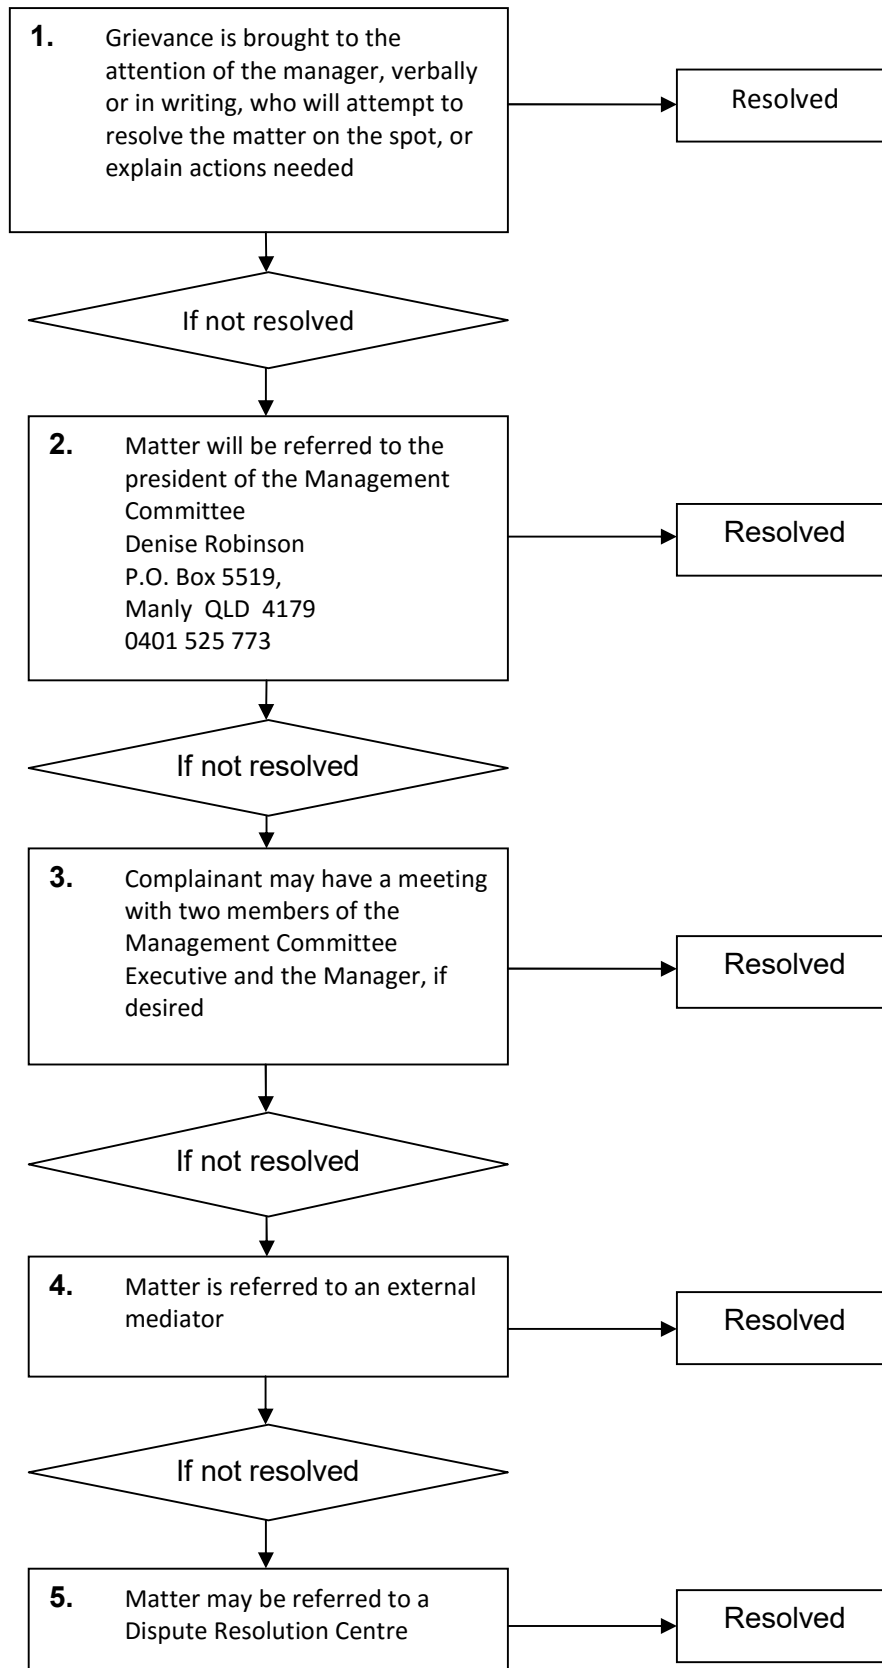 1. Grievance is brought to the
attention of the manager, verbally
or in writing, who will attempt to
resolve the matter on the spot, or
explain actions needed
Resolved
If not resolved
2. Matter will be referred to the
president of the Management
Committee
Denise Robinson
P.O. Box 5519,
Manly QLD 4179
0401 525 773
Resolved
If not resolved
3. Complainant may have a meeting
with two members of the
Management Committee
Executive and the Manager, if
desired
Resolved
If not resolved
4. Matter is referred to an external
mediator
Resolved
If not resolved
5. Matter may be referred to a
Dispute Resolution Centre
Resolved